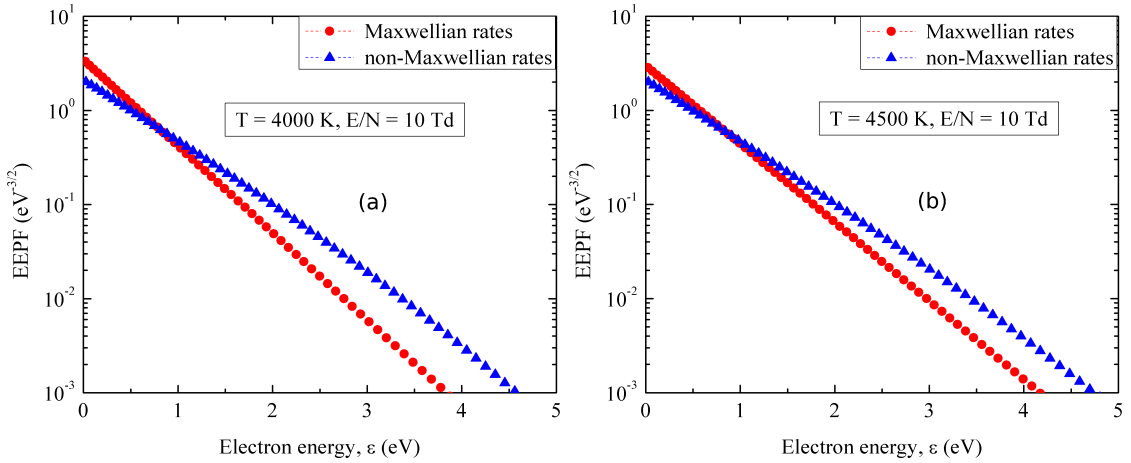 Maxwellian rates
non-Maxwellian rates
T = 4000 K, E/N = 10 Td
(a)
EEPF (eV^-3/2)
10^1
10^0
10^-1
10^-2
10^-3
0 1 2 3 4 5
Electron energy, ε (eV)
Maxwellian rates
non-Maxwellian rates
T = 4500 K, E/N = 10 Td
(b)
EEPF (eV^-3/2)
10^1
10^0
10^-1
10^-2
10^-3
0 1 2 3 4 5
Electron energy, ε (eV)